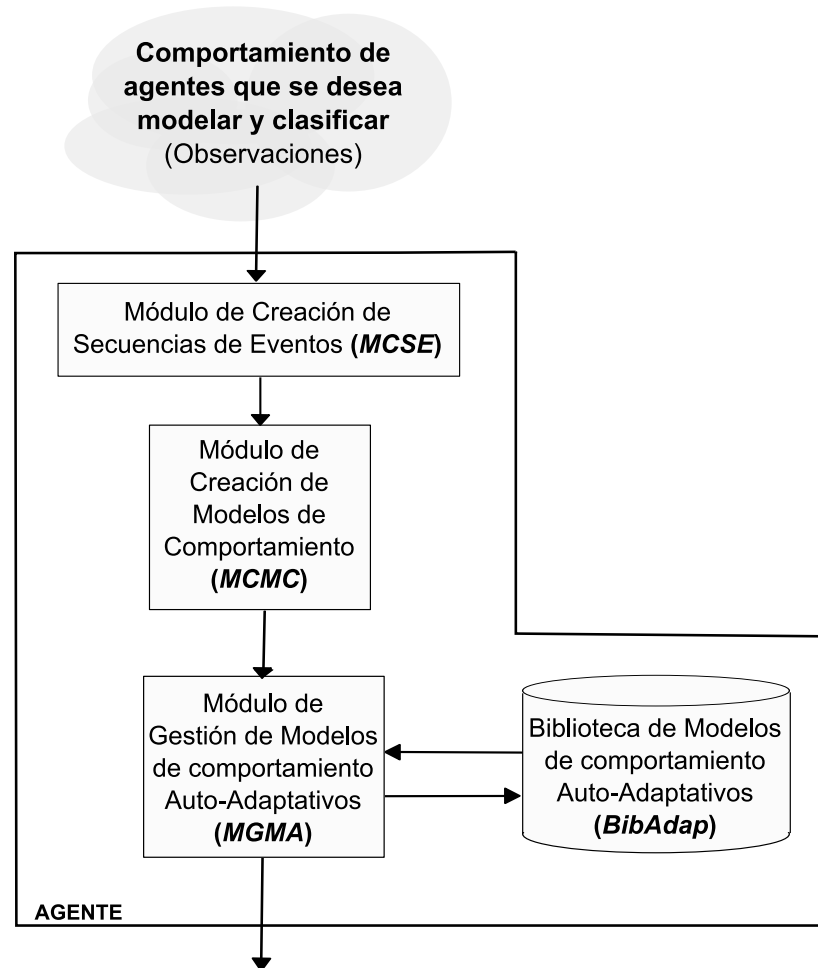 Comportamiento de
agentes que se desea
modelar y clasificar
(Observaciones)
Módulo de Creación de
Secuencias de Eventos (MCSE)
Módulo de
Creación de
Modelos de
Comportamiento
(MCMC)
Módulo de
Gestión de Modelos
de comportamiento
Auto-Adaptativos
(MGMA)
Biblioteca de Modelos
de comportamiento
Auto-Adaptativos
(BibAdap)
AGENTE